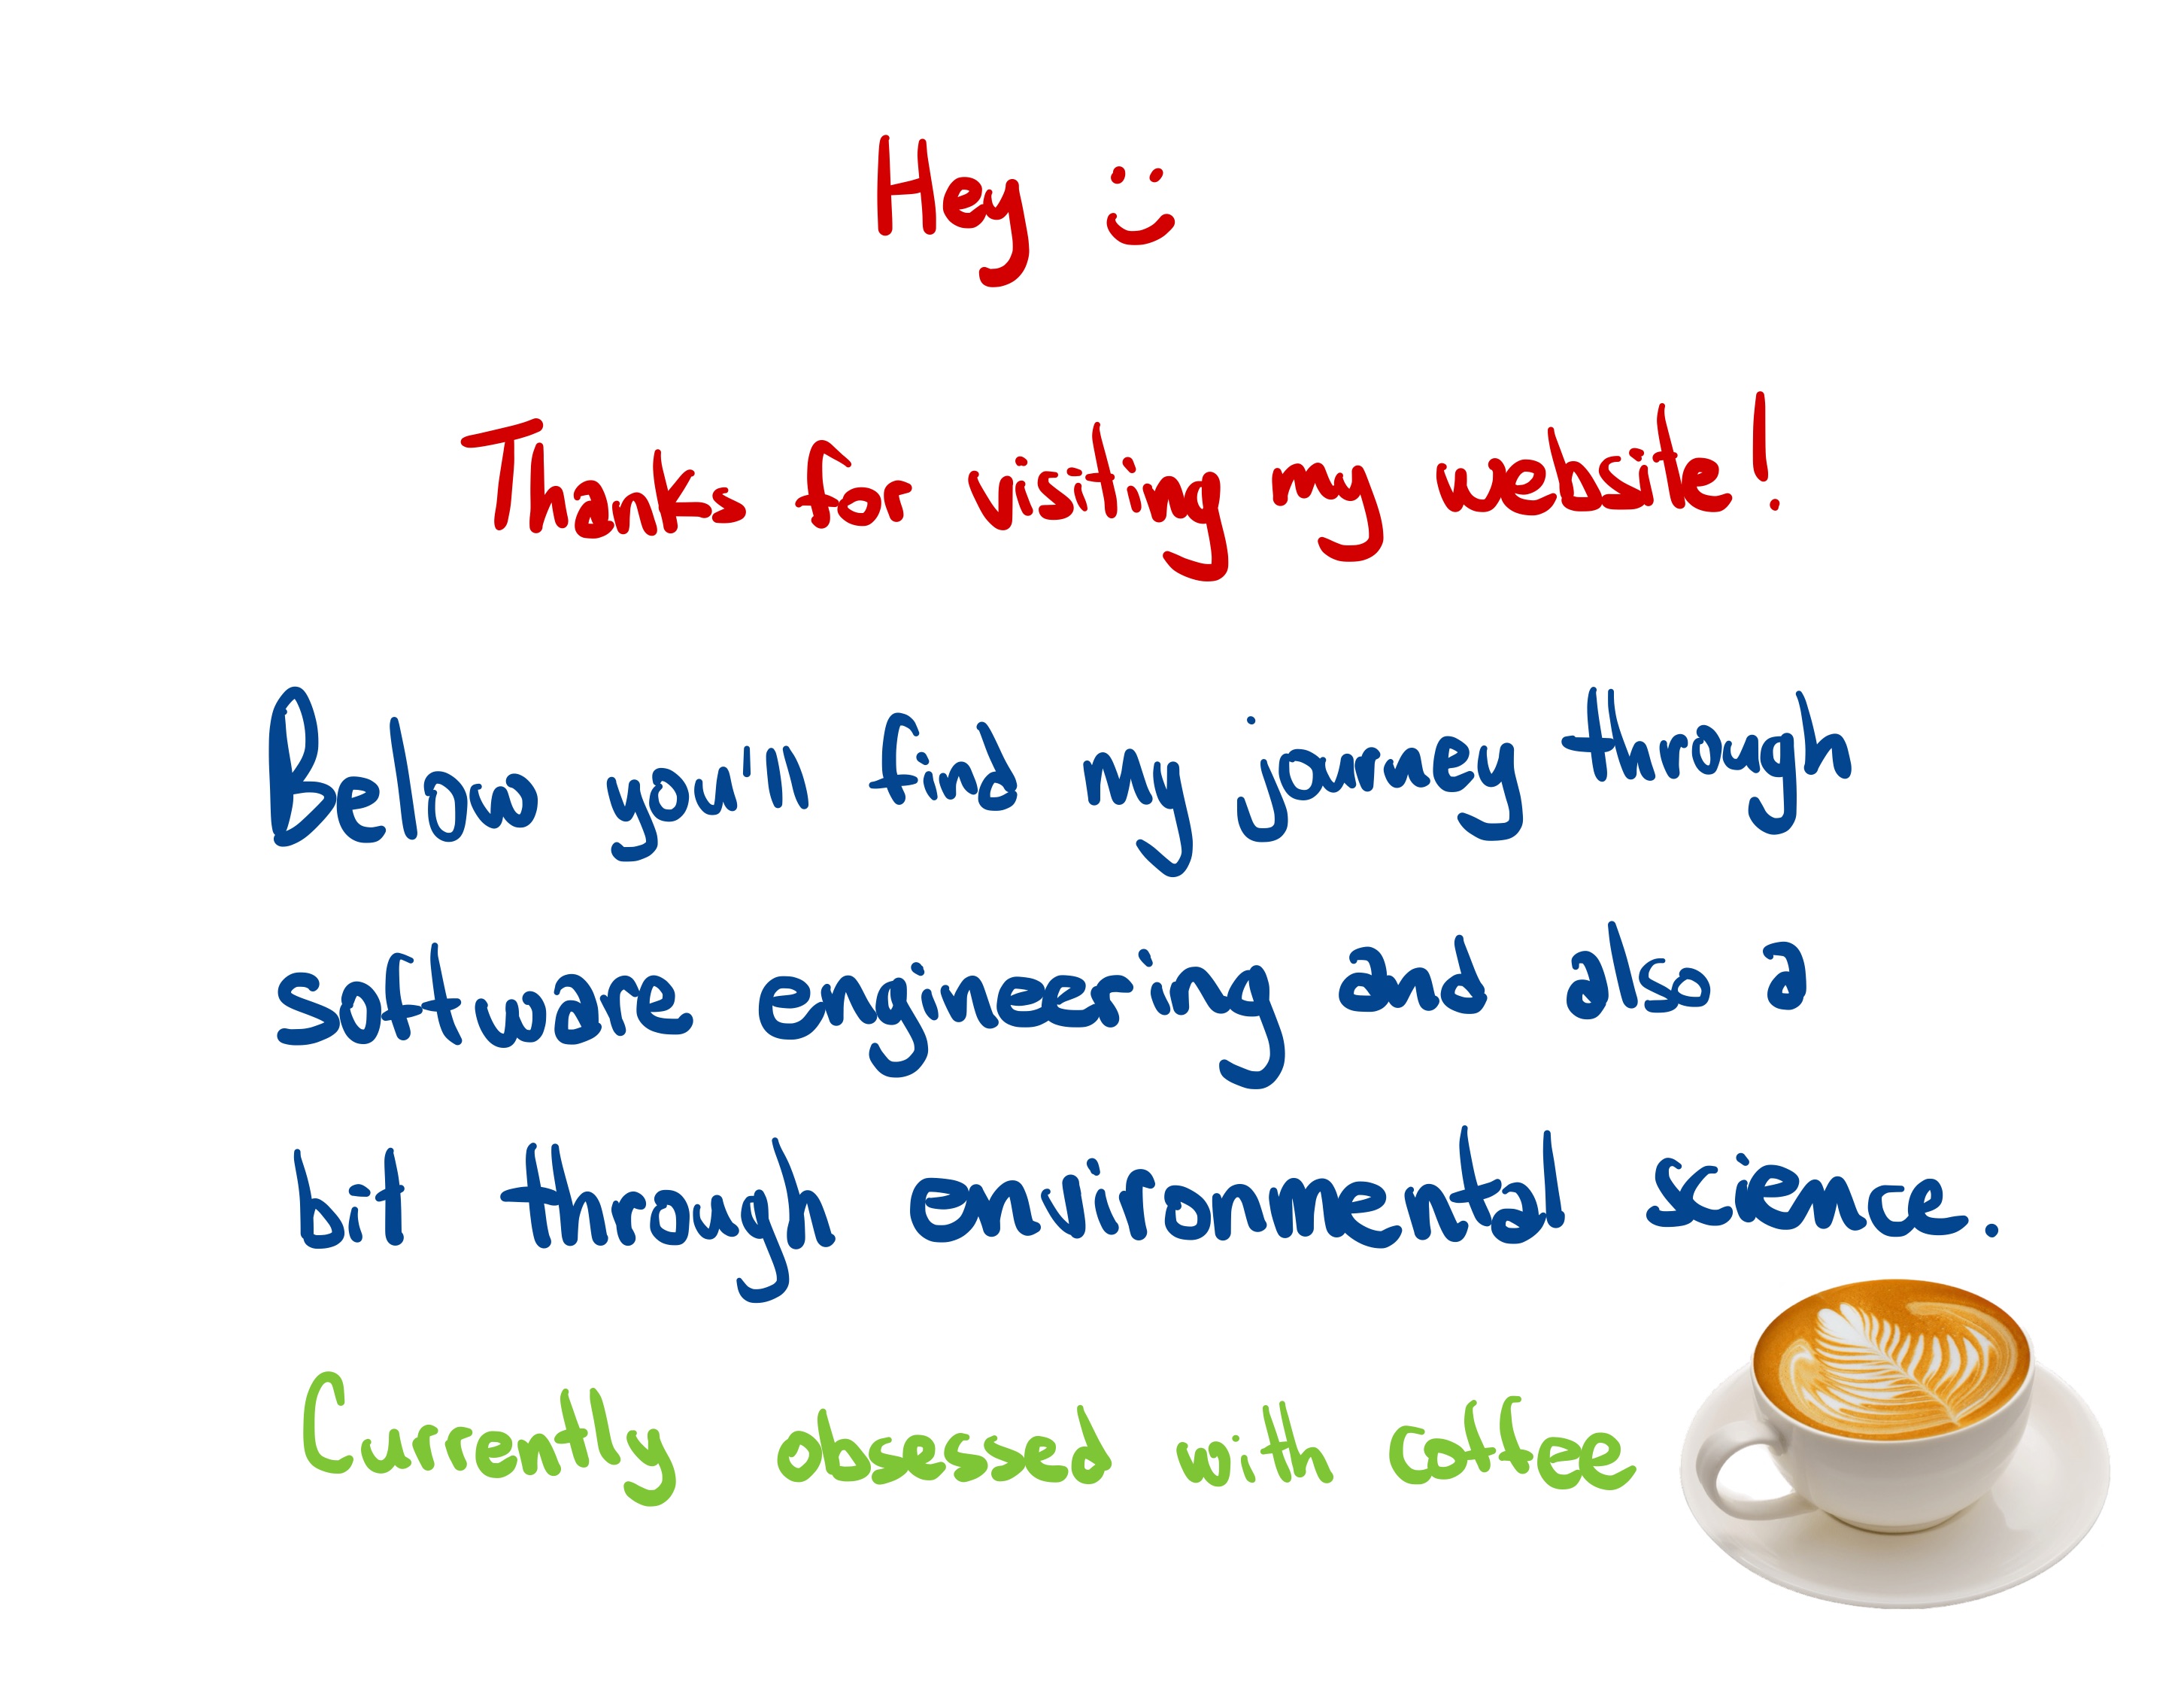 Hey :)
Thanks for visiting my website!
Below you'll find my journey through
software engineering and also a
bit through environmental science.
Currently obsessed with coffee